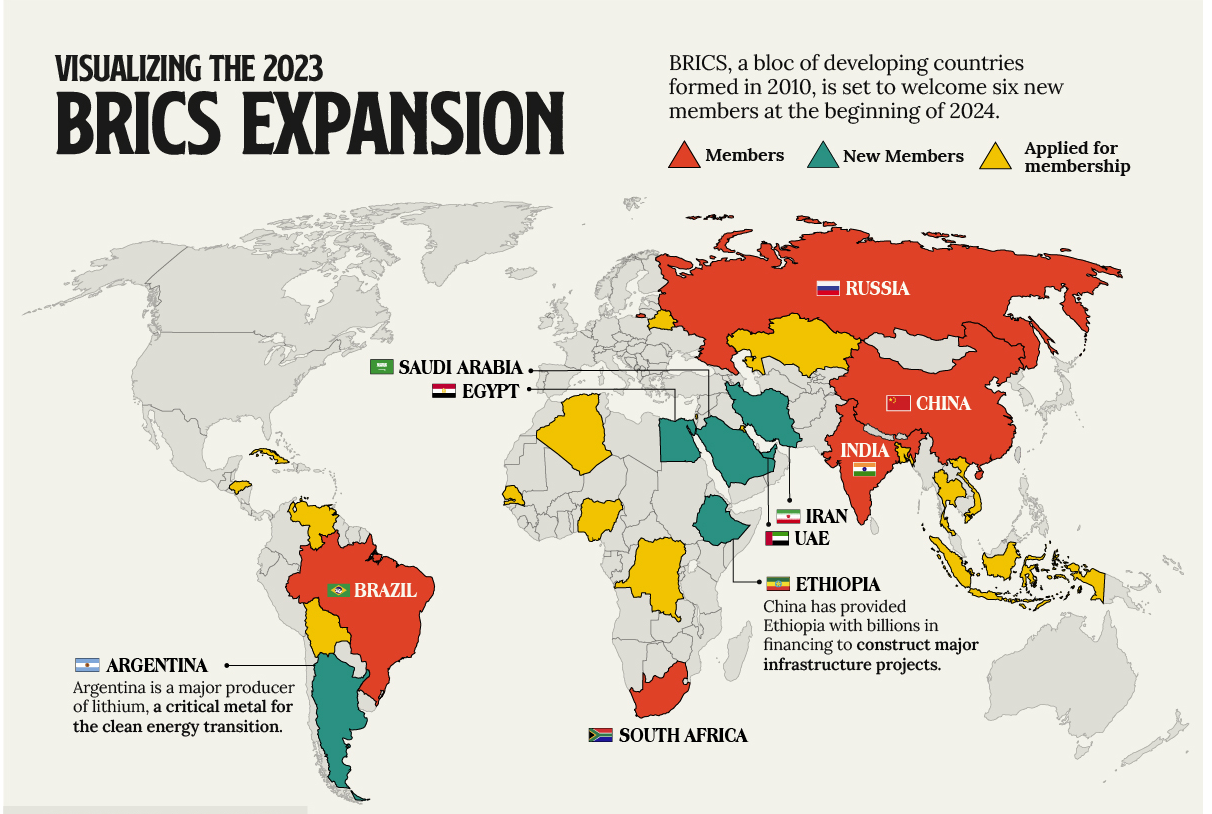 VISUALIZING THE 2023
BRICS EXPANSION
BRICS, a bloc of developing countries
formed in 2010, is set to welcome six new
members at the beginning of 2024.
Members
New Members
Applied for
membership
RUSSIA
SAUDI ARABIA
EGYPT
CHINA
INDIA
IRAN
UAE
ETHIOPIA
China has provided
Ethiopia with billions in
financing to construct major
infrastructure projects.
BRAZIL
ARGENTINA
Argentina is a major producer
of lithium, a critical metal for
the clean energy transition.
SOUTH AFRICA